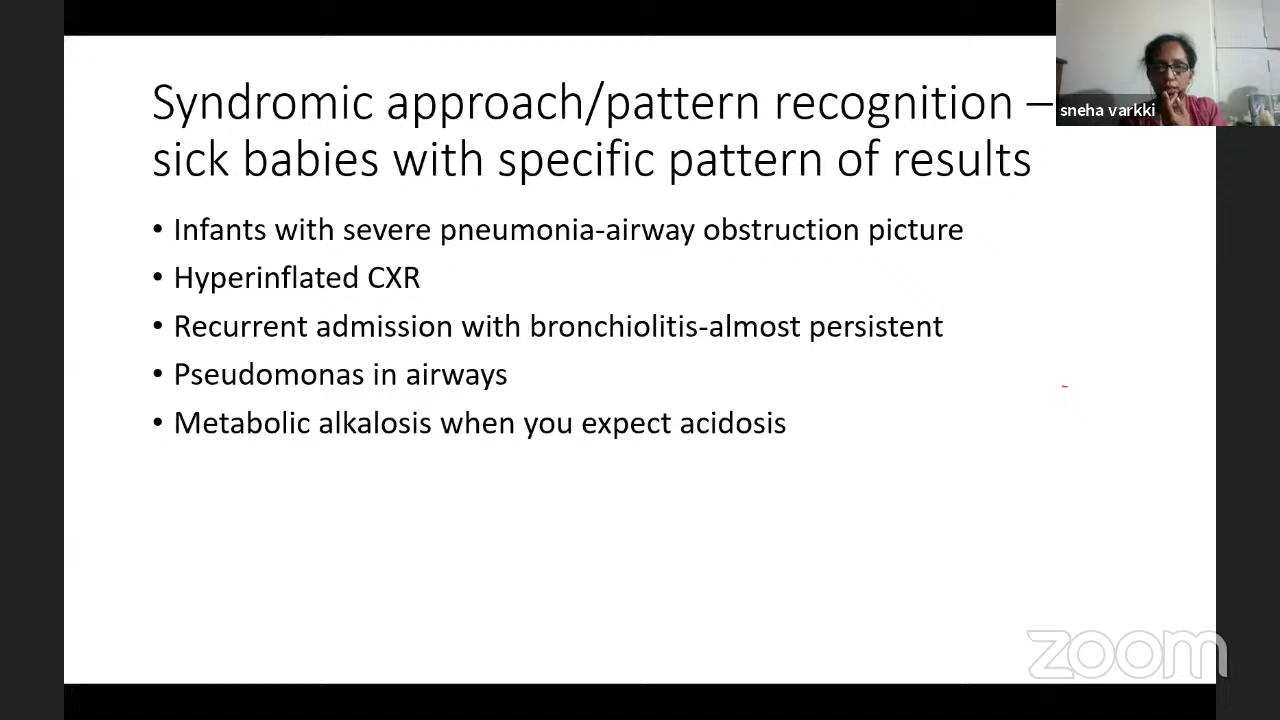 Syndromic approach/pattern recognition –
sick babies with specific pattern of results
sneha varkki
• Infants with severe pneumonia-airway obstruction picture
• Hyperinflated CXR
• Recurrent admission with bronchiolitis-almost persistent
• Pseudomonas in airways
• Metabolic alkalosis when you expect acidosis
zoom